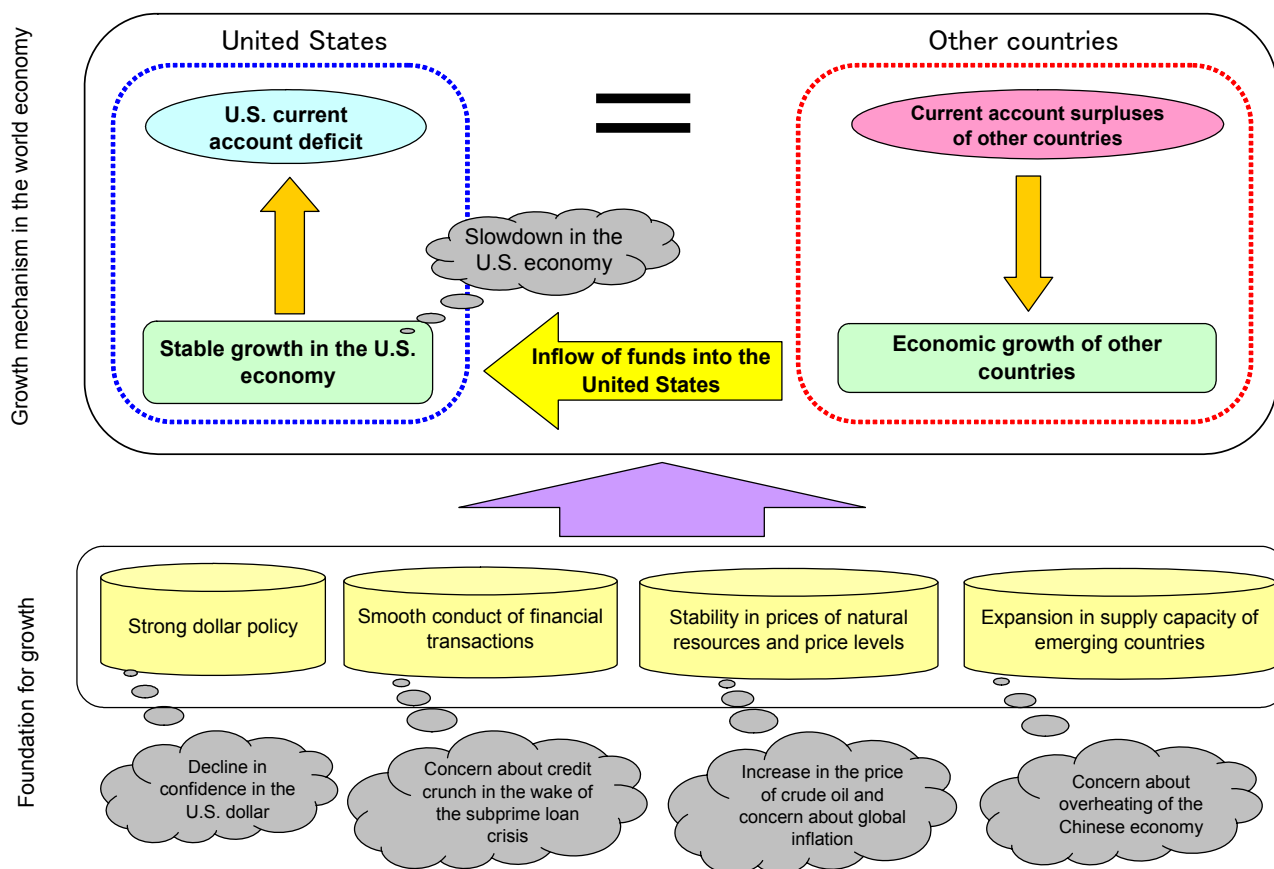 Growth mechanism in the world economy
United States
Other countries
U.S. current
account deficit
Current account surpluses
of other countries
Slowdown in the
U.S. economy
Stable growth in the U.S.
economy
Inflow of funds into the
United States
Economic growth of other
countries
Foundation for growth
Strong dollar policy
Smooth conduct of financial
transactions
Stability in prices of natural
resources and price levels
Expansion in supply capacity of
emerging countries
Decline in
confidence in the
U.S. dollar
Concern about credit
crunch in the wake of
the subprime loan
crisis
Increase in the price
of crude oil and
concern about global
inflation
Concern about
overheating of the
Chinese economy